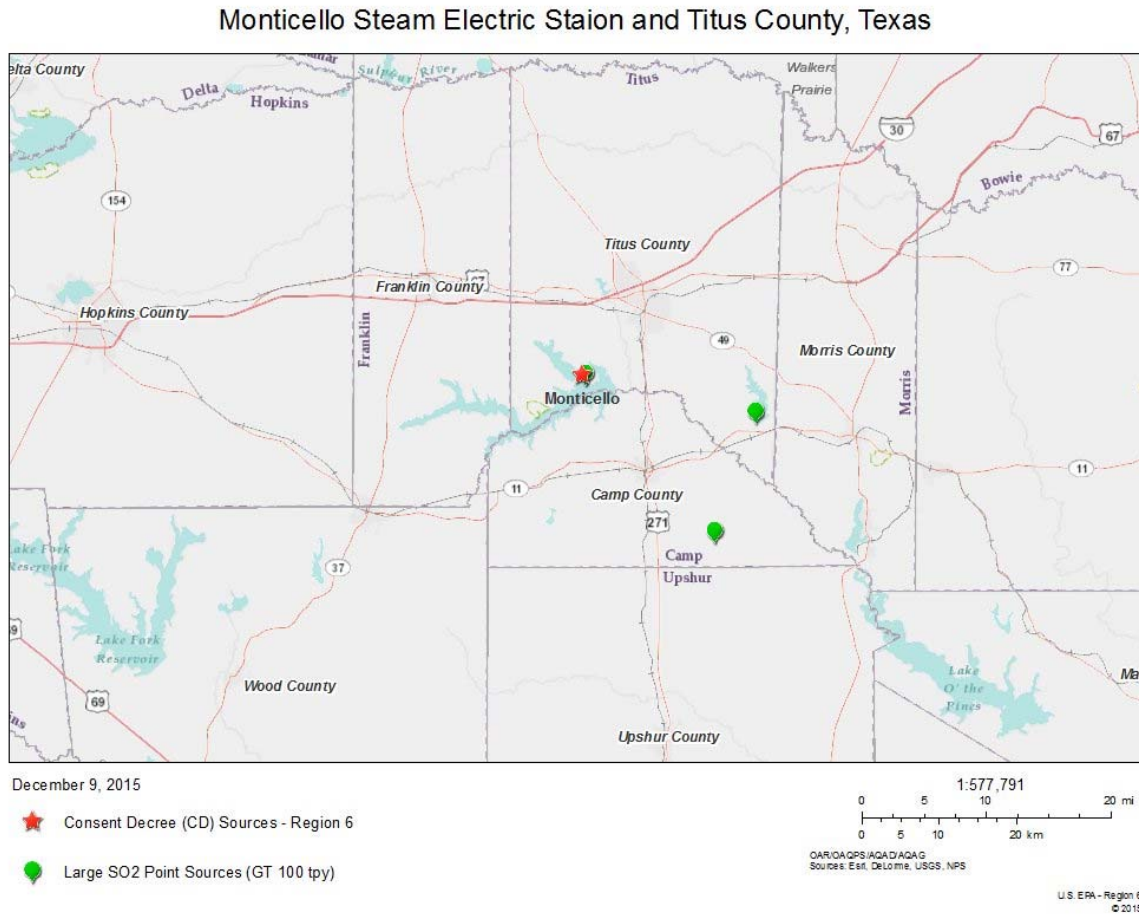 Monticello Steam Electric Staion and Titus County, Texas
elta County
Sulphur River
Titus
Walkers
Prairie
Delta
Hopkins
30
67
Bowie
154
Titus County
77
Franklin County
Hopkins County
Franklin
49
Morris County
Monticello
Morris
11
11
Camp County
271
Camp
Upshur
37
Lake Fork
Reservoir
Lake Fork
Reservoir
69
Wood County
Lake
O' the
Pines
Ma
Upshur County
December 9, 2015
Consent Decree (CD) Sources - Region 6
Large SO2 Point Sources (GT 100 tpy)
1:577,791
0 5 10 20 mi
0 5 10 20 km
OAR/OAQPS/AQAD/AQAG
Sources: Esri, DeLorme, USGS, NPS
U.S. EPA - Region 6
© 2015